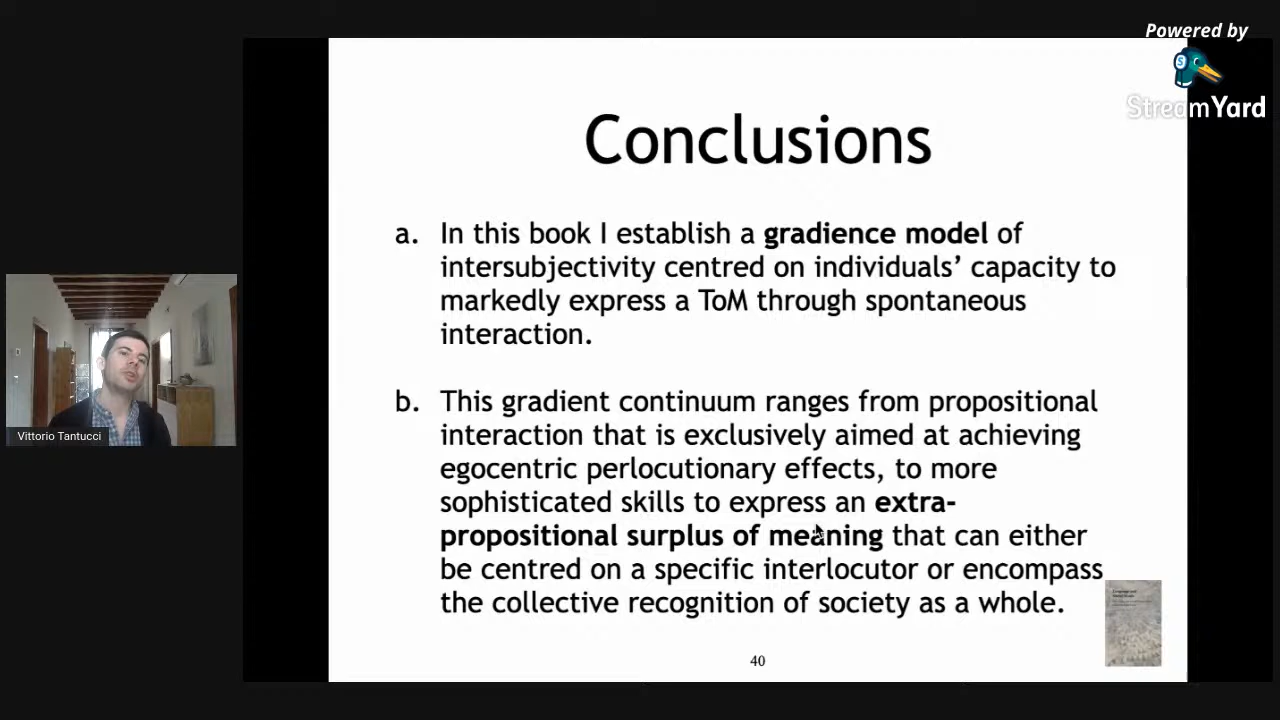 Powered by
StreamYard
Conclusions
a. In this book I establish a gradience model of
intersubjectivity centred on individuals’ capacity to
markedly express a ToM through spontaneous
interaction.
b. This gradient continuum ranges from propositional
interaction that is exclusively aimed at achieving
egocentric perlocutionary effects, to more
sophisticated skills to express an extra-
propositional surplus of meaning that can either
be centred on a specific interlocutor or encompass
the collective recognition of society as a whole.
40
Vittorio Tantucci